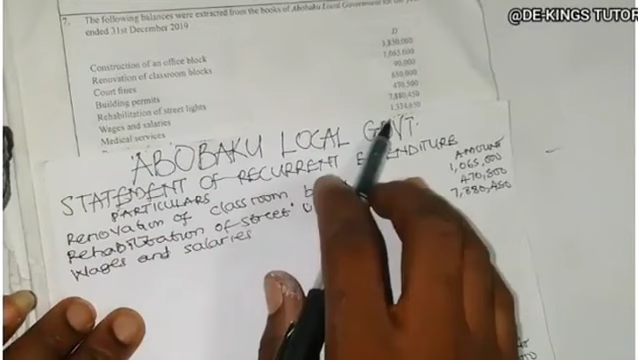 @DE-KINGS TUTOR
7. The following balances were extracted from the books of Abobaku Local Government for the year
ended 31st December 2019
D
Construction of an office block 3,850,000
Renovation of classroom blocks 1,065,000
Court fines 90,000
Building permits 650,000
Rehabilitation of street lights 470,500
Wages and salaries 7,880,450
Medical services
ABOBAKU LOCAL GOVT.
STATEMENT OF RECURRENT EXPENDITURE
PARTICULARS AMOUNT
Renovation of classroom 1,065,000
Rehabilitation of street 470,500
Wages and salaries 7,880,450